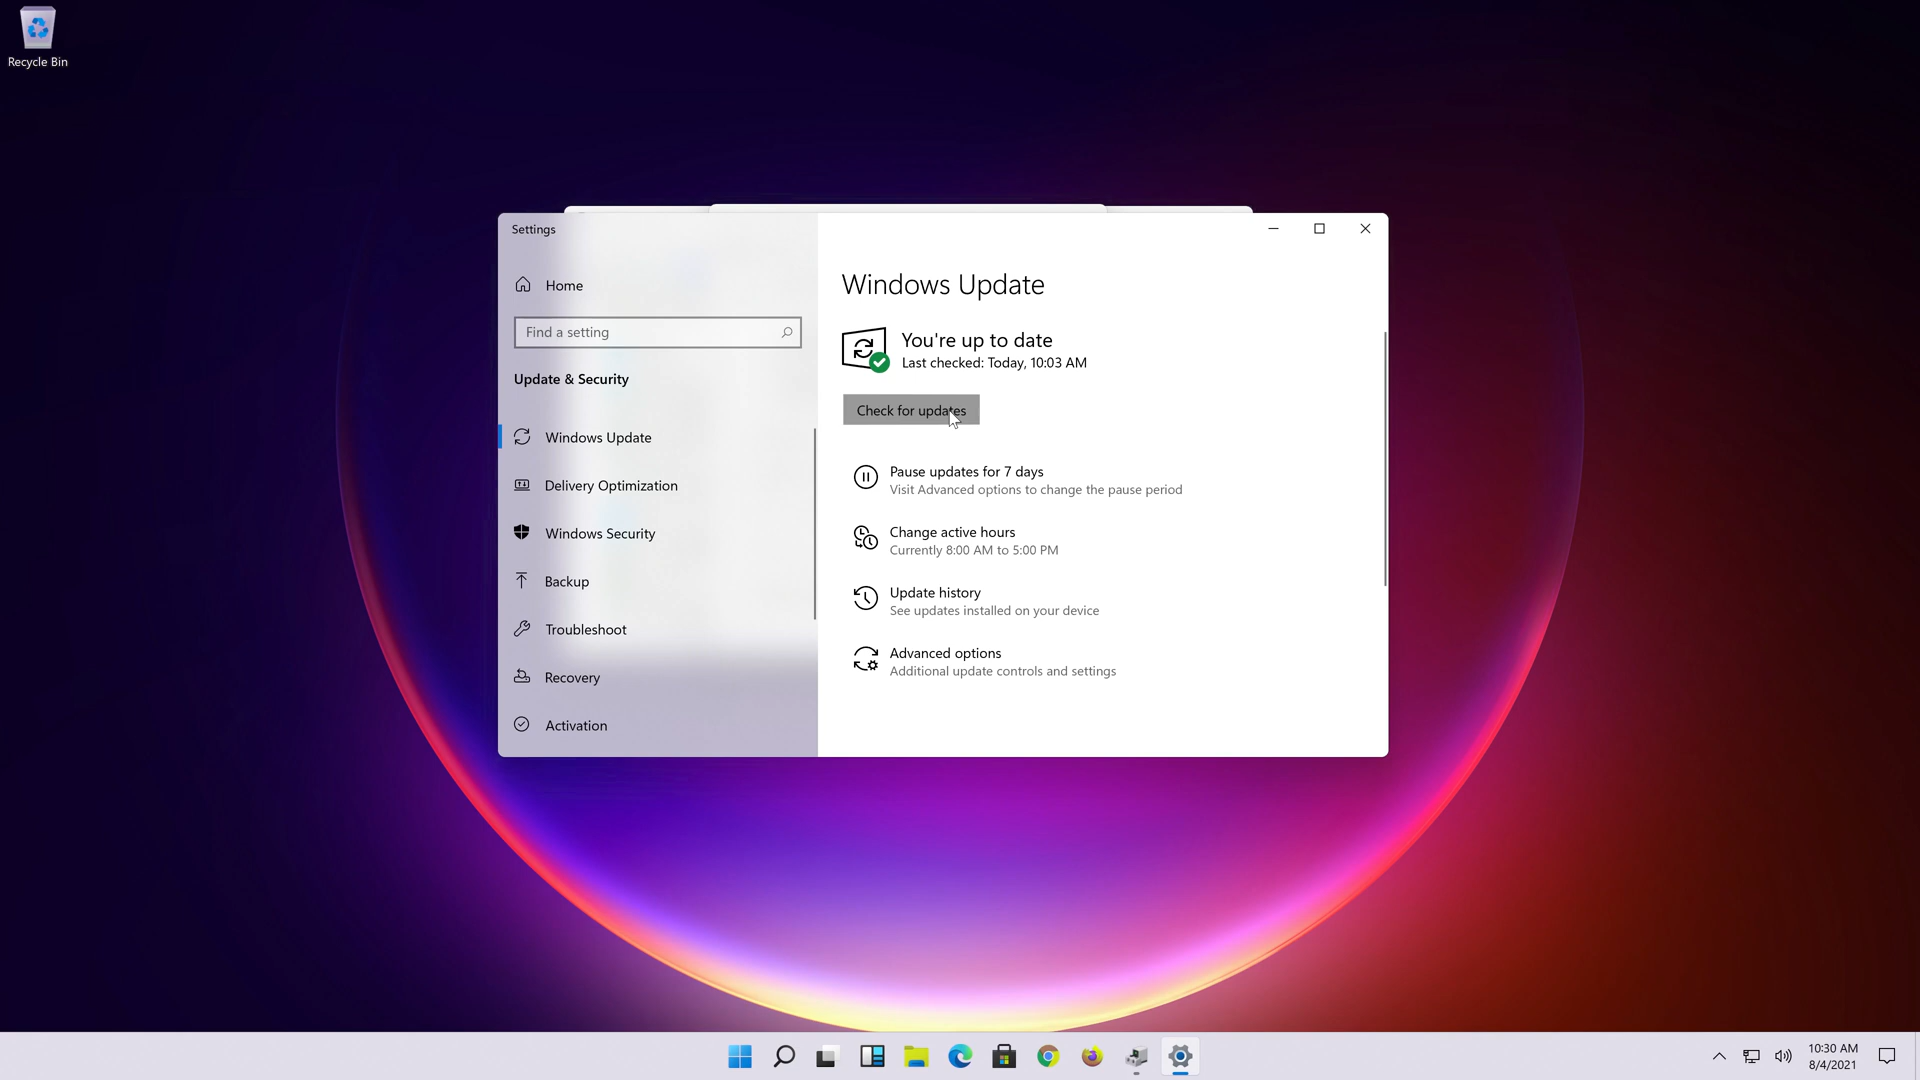 Recycle Bin
Settings
Home
Find a setting
Update & Security
Windows Update
Delivery Optimization
Windows Security
Backup
Troubleshoot
Recovery
Activation
Windows Update
You're up to date
Last checked: Today, 10:03 AM
Check for updates
Pause updates for 7 days
Visit Advanced options to change the pause period
Change active hours
Currently 8:00 AM to 5:00 PM
Update history
See updates installed on your device
Advanced options
Additional update controls and settings
10:30 AM
8/4/2021